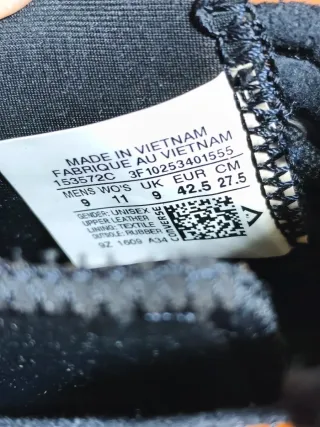 MADE IN VIETNAM
FABRIQUE AU VIETNAM
153572C 3F10253401555
MENS WO'S UK EUR CM
9 11 9 42.5 27.5
GENDER: UNISEX
UPPER: LEATHER
LINING: TEXTILE
OUTSOLE: RUBBER
9Z 1609 A34 C
CONVERSE